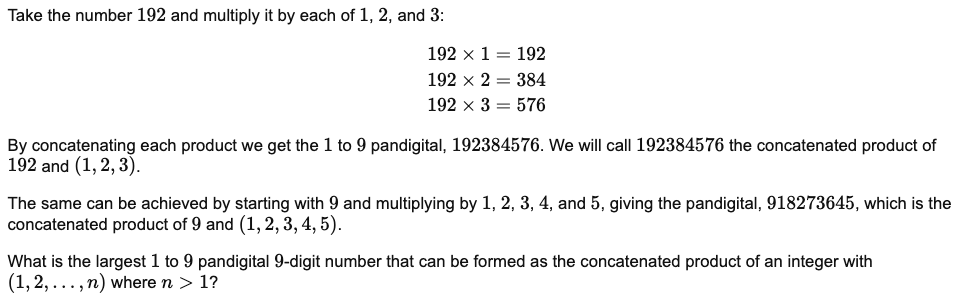 Take the number 192 and multiply it by each of 1, 2, and 3:
192 × 1 = 192
192 × 2 = 384
192 × 3 = 576
By concatenating each product we get the 1 to 9 pandigital, 192384576. We will call 192384576 the concatenated product of
192 and (1, 2, 3).
The same can be achieved by starting with 9 and multiplying by 1, 2, 3, 4, and 5, giving the pandigital, 918273645, which is the
concatenated product of 9 and (1, 2, 3, 4, 5).
What is the largest 1 to 9 pandigital 9-digit number that can be formed as the concatenated product of an integer with
(1, 2, . . . , n) where n > 1?